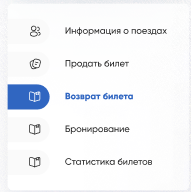 Информация о поездах
Продать билет
Возврат билета
Бронирование
Статистика билетов